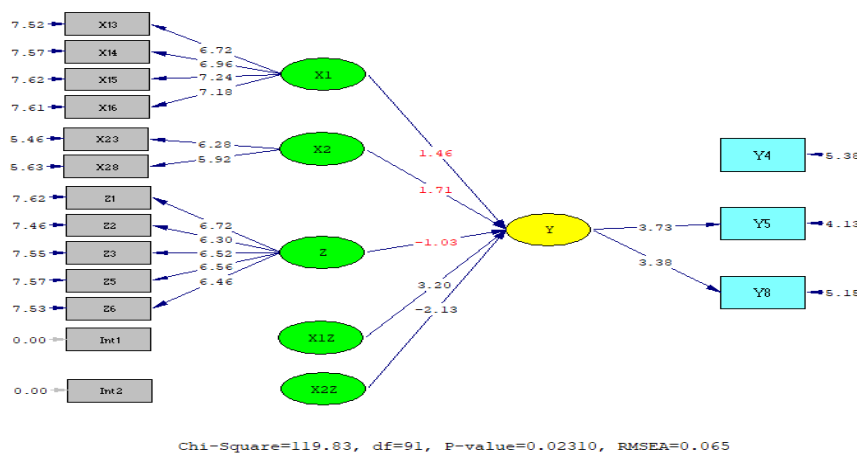 7.52 X13
7.57 X14
7.62 X15
7.61 X16
5.46 X23
5.63 X28
7.62 Z1
7.46 Z2
7.55 Z3
7.57 Z5
7.53 Z6
0.00 Int1
0.00 Int2
6.72
6.96
7.24
7.18
6.28
5.92
6.72
6.30
6.52
6.56
6.46
X1
X2
Z
X1Z
X2Z
1.46
1.71
-1.03
3.20
-2.13
Y
3.73
3.38
Y4 5.38
Y5 4.13
Y8 5.15
Chi-Square=119.83, df=91, P-value=0.02310, RMSEA=0.065